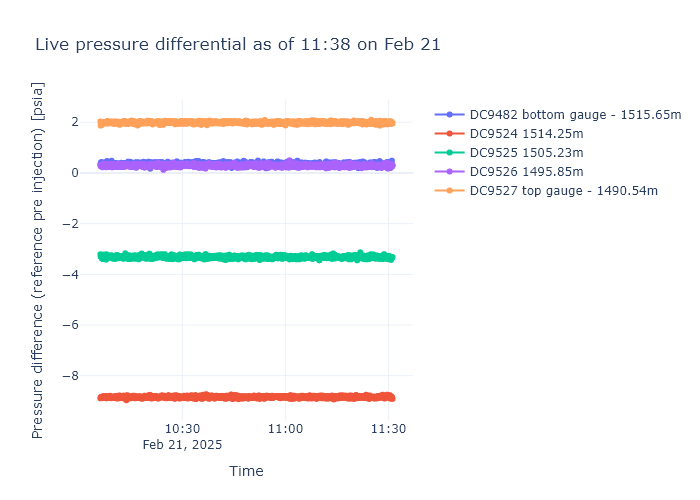 Live pressure differential as of 11:38 on Feb 21
Pressure difference (reference pre injection) [psia]
2
0
−2
−4
−6
−8
10:30
Feb 21, 2025
11:00
11:30
Time
DC9482 bottom gauge - 1515.65m
DC9524 1514.25m
DC9525 1505.23m
DC9526 1495.85m
DC9527 top gauge - 1490.54m